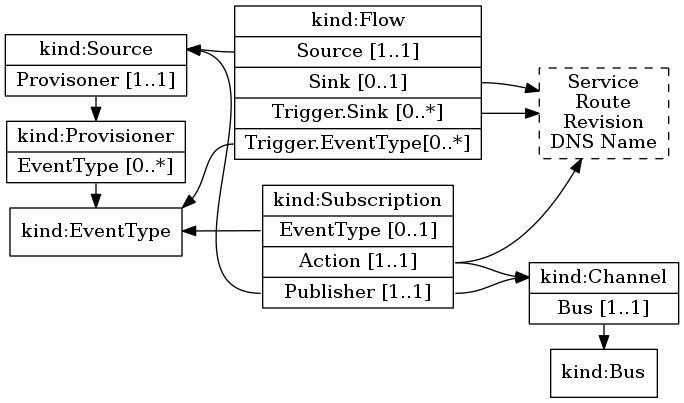 kind:Flow
Source [1..1]
Sink [0..1]
Trigger.Sink [0..*]
Trigger.EventType[0..*]
kind:Source
Provisoner [1..1]
kind:Provisioner
EventType [0..*]
kind:EventType
Service
Route
Revision
DNS Name
kind:Subscription
EventType [0..1]
Action [1..1]
Publisher [1..1]
kind:Channel
Bus [1..1]
kind:Bus